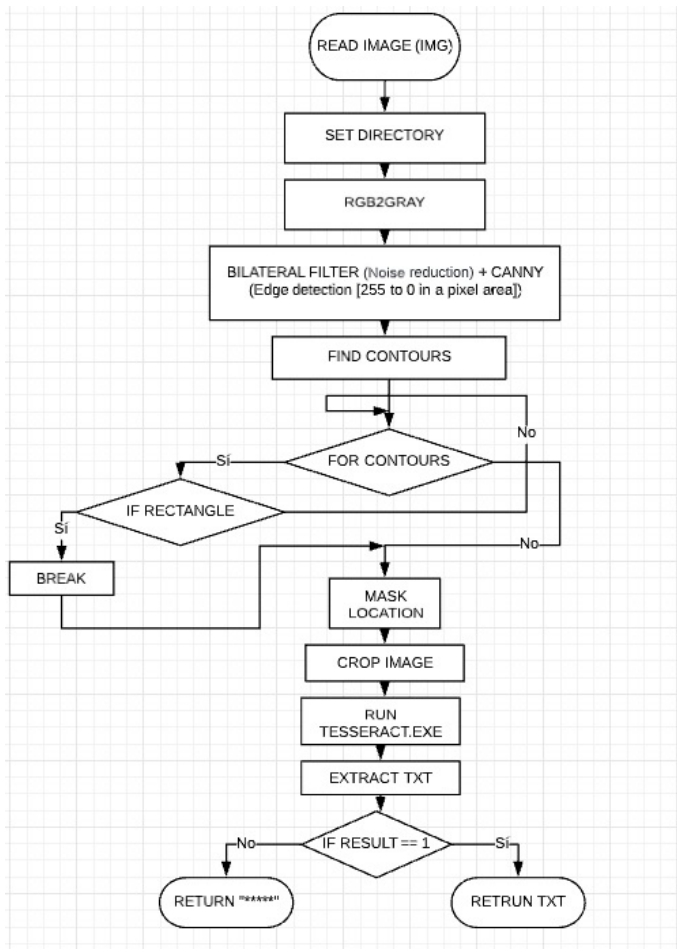 READ IMAGE (IMG)
SET DIRECTORY
RGB2GRAY
BILATERAL FILTER (Noise reduction) + CANNY
(Edge detection [255 to 0 in a pixel area])
FIND CONTOURS
No
FOR CONTOURS
Sí
IF RECTANGLE
Sí
No
BREAK
MASK
LOCATION
CROP IMAGE
RUN
TESSERACT.EXE
EXTRACT TXT
No
IF RESULT == 1
Sí
RETURN "*****"
RETRUN TXT